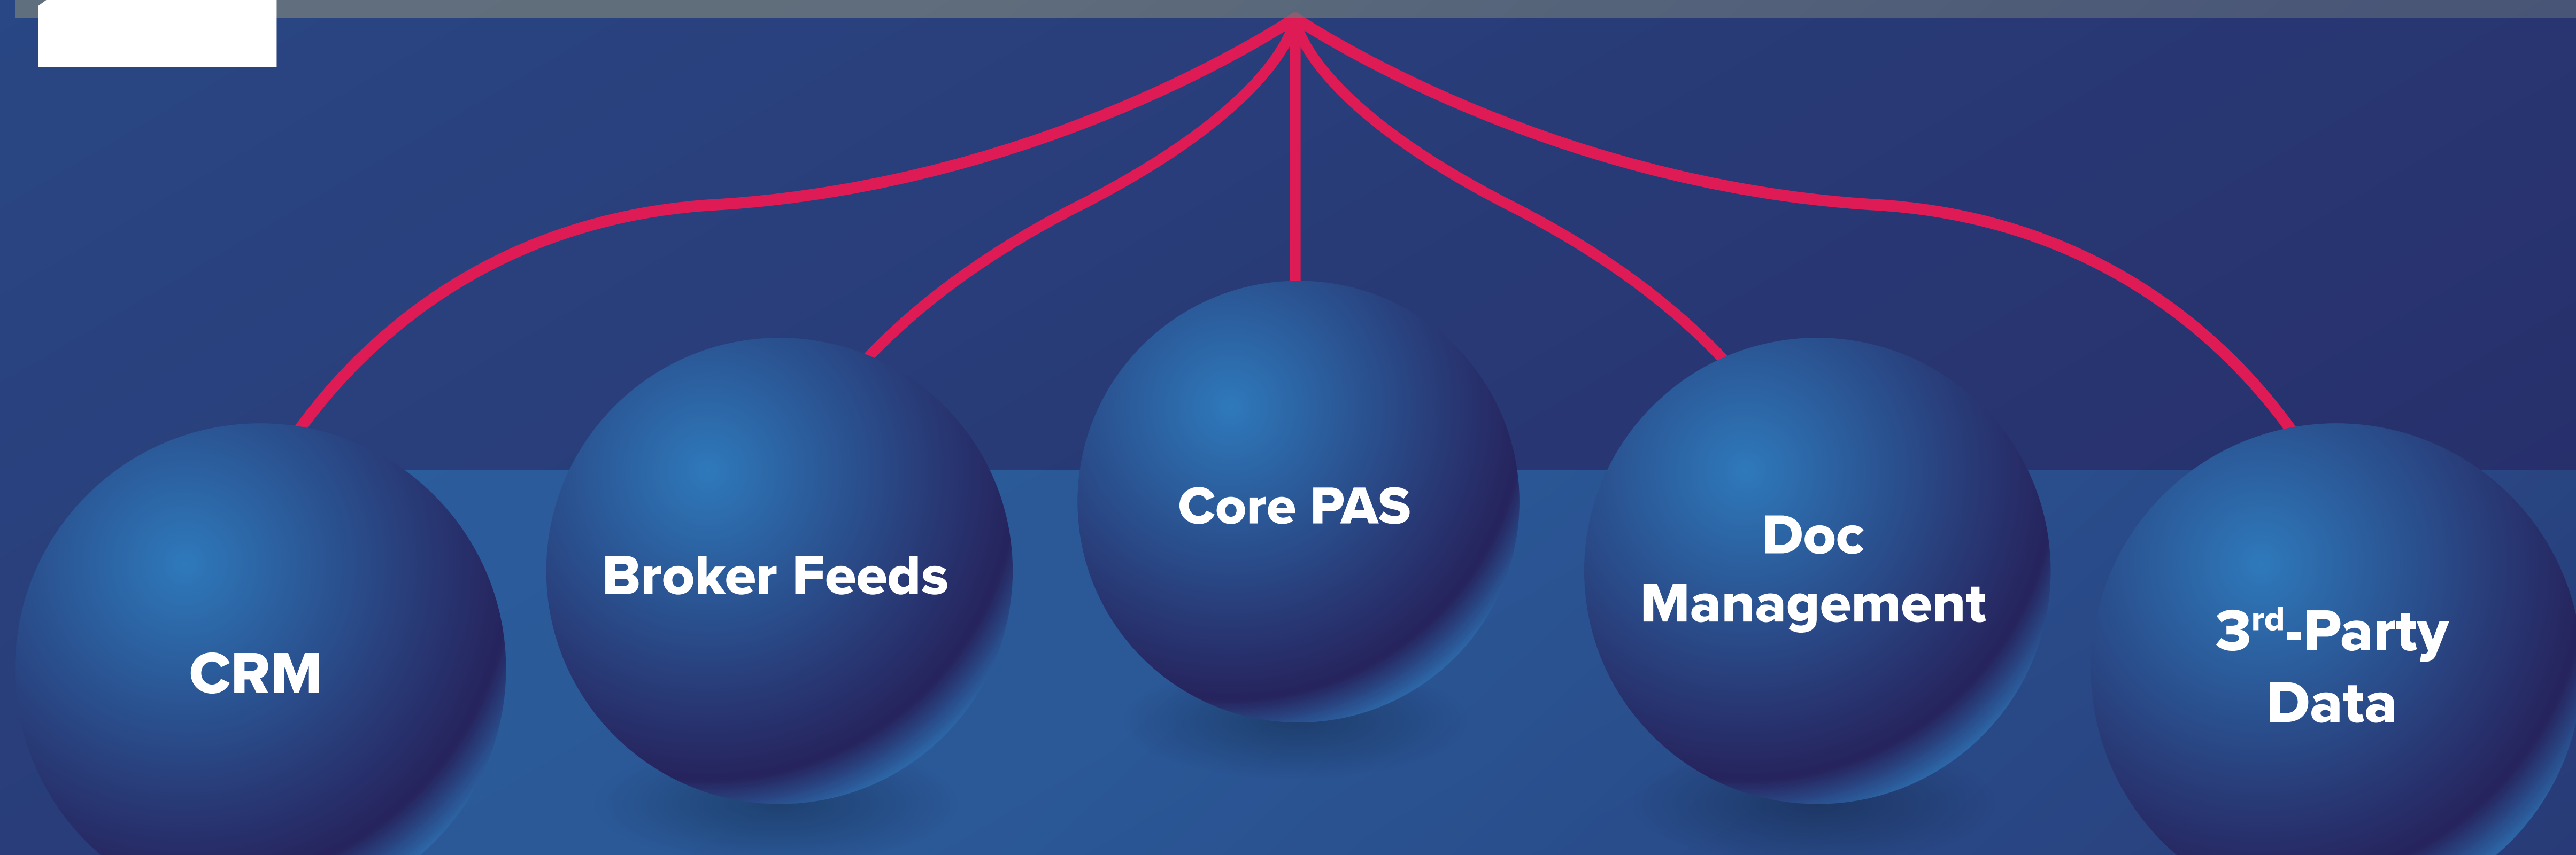 CRM
Broker Feeds
Core PAS
Doc
Management
3rd-Party
Data